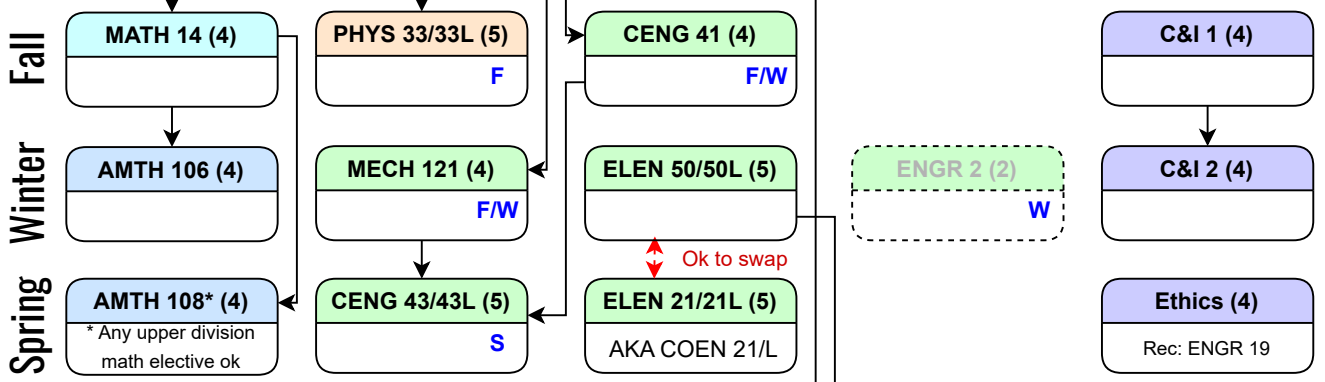 Fall
MATH 14 (4)
PHYS 33/33L (5)
F
CENG 41 (4)
F/W
C&I 1 (4)
Winter
AMTH 106 (4)
MECH 121 (4)
F/W
ELEN 50/50L (5)
ENGR 2 (2)
W
C&I 2 (4)
Ok to swap
Spring
AMTH 108* (4)
* Any upper division
math elective ok
CENG 43/43L (5)
S
ELEN 21/21L (5)
AKA COEN 21/L
Ethics (4)
Rec: ENGR 19